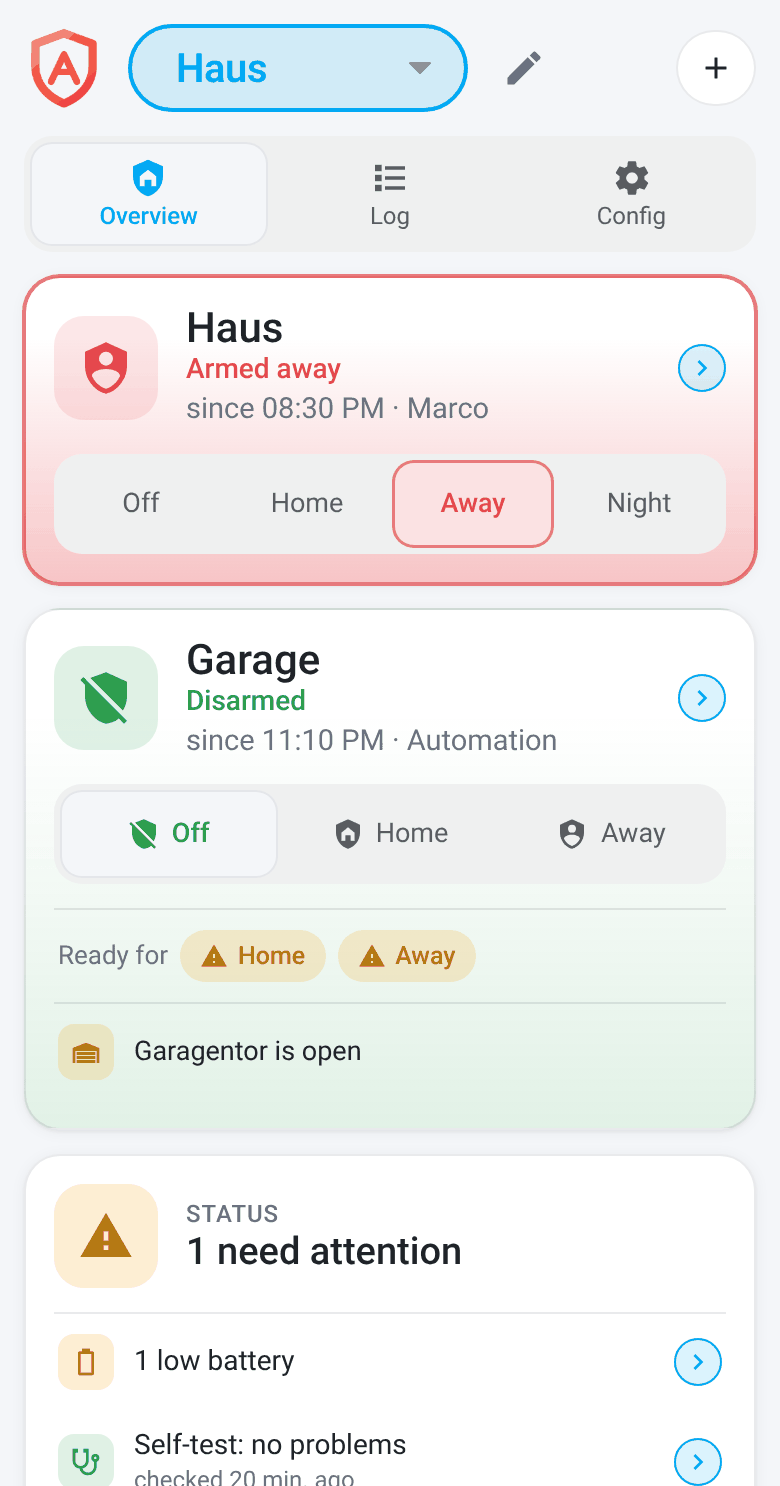 Haus
Overview
Log
Config
Haus
Armed away
since 08:30 PM · Marco
Off
Home
Away
Night
Garage
Disarmed
since 11:10 PM · Automation
Off
Home
Away
Ready for
Home
Away
Garagentor is open
STATUS
1 need attention
1 low battery
Self-test: no problems
checked 20 min. ago